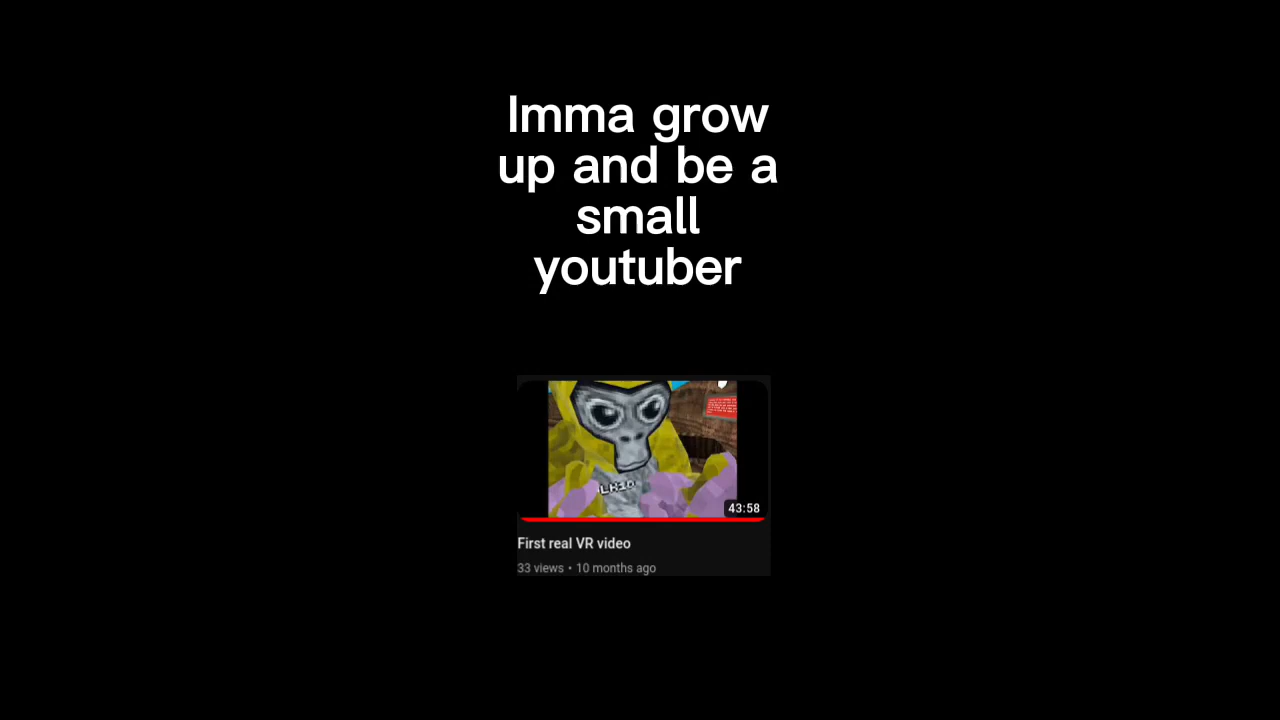 Imma grow
up and be a
small
youtuber
43:58
First real VR video
33 views • 10 months ago